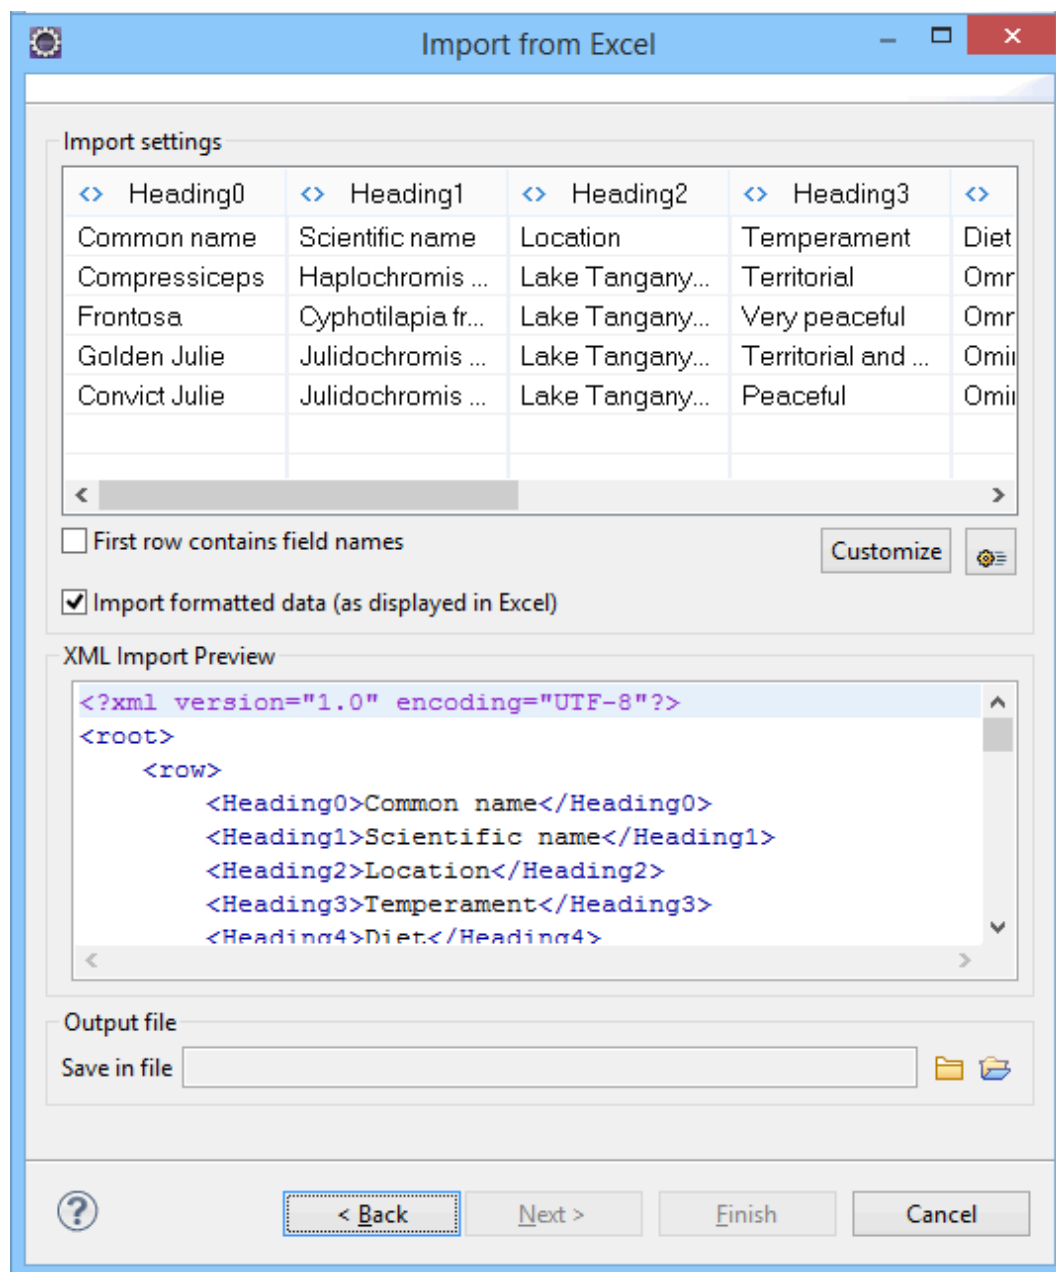 Import from Excel
Import settings
<> Heading0 <> Heading1 <> Heading2 <> Heading3 <>
Common name Scientific name Location Temperament Diet
Compressiceps Haplochromis ... Lake Tangany... Territorial
Frontosa Cyphotilapia fr... Lake Tangany... Very peaceful
Golden Julie Julidochromis ... Lake Tangany... Territorial and ...
Convict Julie Julidochromis ... Lake Tangany... Peaceful
First row contains field names
Customize
Import formatted data (as displayed in Excel)
XML Import Preview
<?xml version="1.0" encoding="UTF-8"?>
<root>
<row>
<Heading0>Common name</Heading0>
<Heading1>Scientific name</Heading1>
<Heading2>Location</Heading2>
<Heading3>Temperament</Heading3>
<Heading4>Diet</Heading4>
Output file
Save in file
< Back Next > Finish Cancel